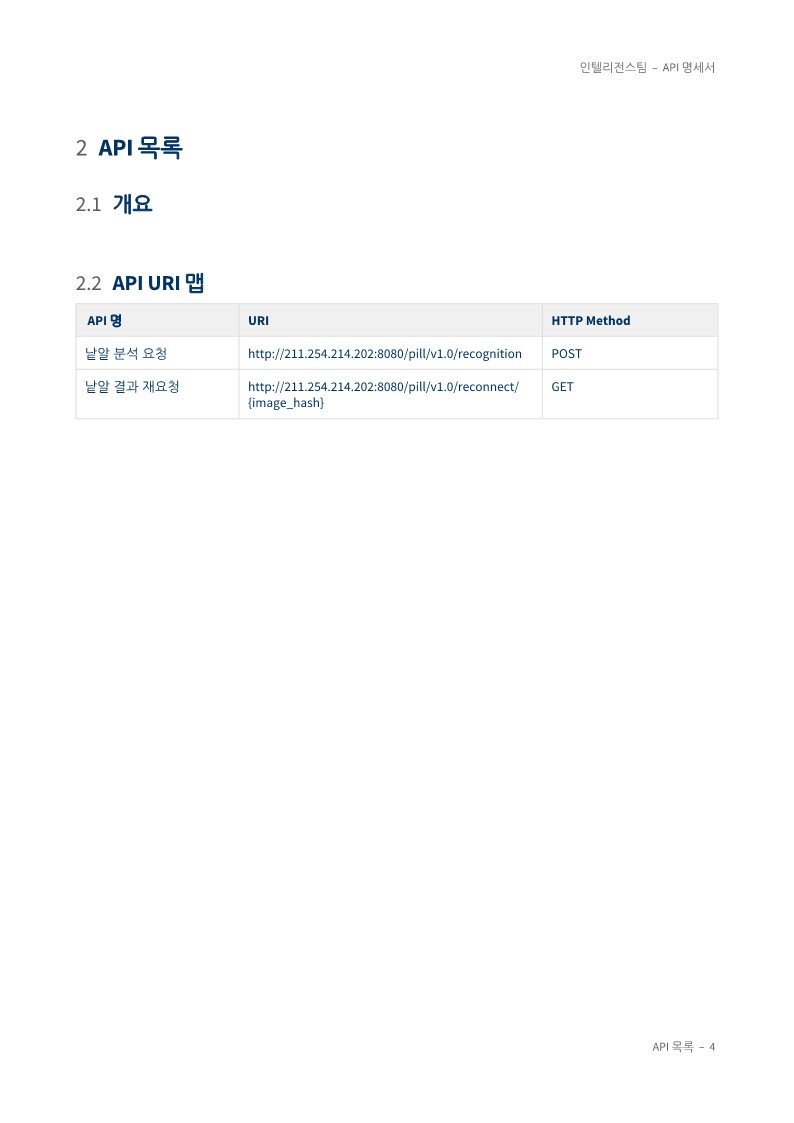 인텔리전스팀 – API 명세서
2 API 목록
2.1 개요
2.2 API URI 맵
API 명 URI HTTP Method
낱알 분석 요청 http://211.254.214.202:8080/pill/v1.0/recognition POST
낱알 결과 재요청 http://211.254.214.202:8080/pill/v1.0/reconnect/ GET
{image_hash}
API 목록 – 4